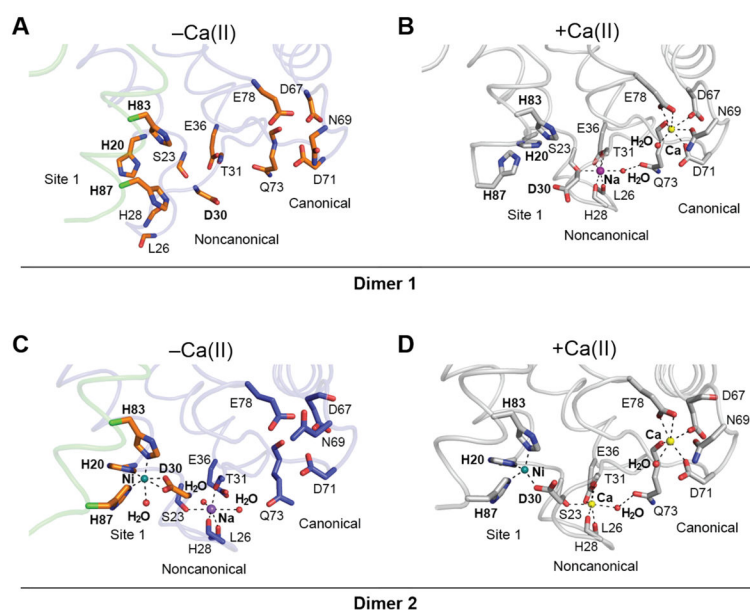 A
–Ca(II)
E78
D67
N69
H83
E36
H20
S23
T31
Site 1
H87
Q73
D71
H28
D30
Canonical
L26
Noncanonical
B
+Ca(II)
E78
D67
N69
H83
E36
H2O
S23
H20
T31
Ca
H87
Na
Q73
D71
D30
H2O
L26
Site 1
H28
Canonical
Noncanonical
Dimer 1
C
–Ca(II)
E78
D67
H83
N69
H20
D30
E36
Ni
H2O
T31
H2O
D71
H87
S23
Q73
H2O
Na
Site 1
H28
L26
Canonical
Noncanonical
D
+Ca(II)
E78
D67
H83
N69
Ca
E36
H20
H2O
Ni
T31
D71
D30
Ca
Q73
H87
S23
H2O
Site 1
H28
L26
Canonical
Noncanonical
Dimer 2